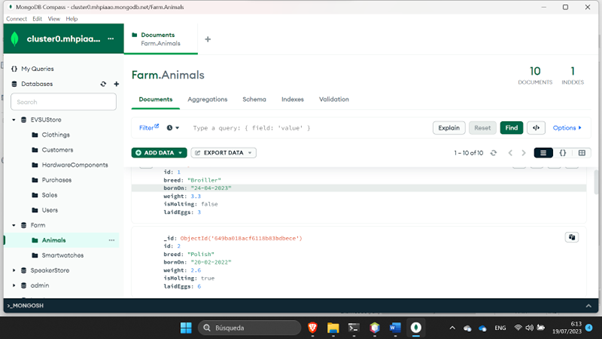 MongoDB Compass - cluster0.mhpiaao.mongodb.net/Farm.Animals
Connect Edit View Help
cluster0.mhpiaa... ...
Documents
Farm.Animals
+
{} My Queries
Databases
Search
EVSUStore
Clothings
Customers
HardwareComponents
Purchases
Sales
Users
Farm
Animals ...
Smartwatches
SpeakerStore
admin
Farm.Animals
10
DOCUMENTS
1
INDEXES
Documents Aggregations Schema Indexes Validation
Filter Type a query: { field: 'value' } Explain Reset Find </> Options
ADD DATA EXPORT DATA 1 – 10 of 10 {}
id: 1
breed: "Broiller"
bornOn: "24-04-2023"
weight: 3.3
isMolting: false
laidEggs: 3
_id: ObjectId('649ba618acf6118b83bdbece')
id: 2
breed: "Polish"
bornOn: "20-02-2022"
weight: 2.6
isMolting: true
laidEggs: 6
>_MONGOSH
Búsqueda
ENG
6:13
19/07/2023